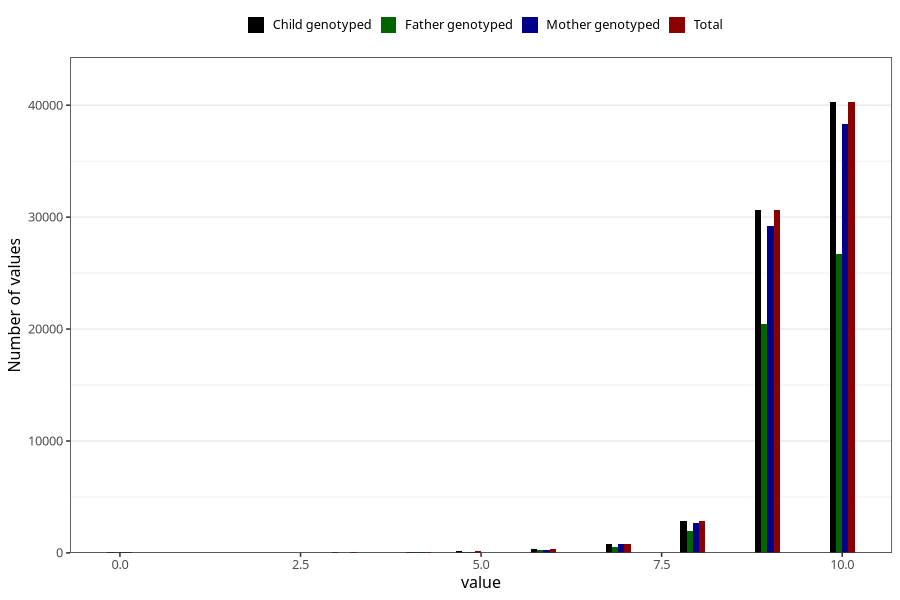 Child genotyped Father genotyped Mother genotyped Total
40000
30000
20000
10000
0
Number of values
0.0 2.5 5.0 7.5 10.0
value